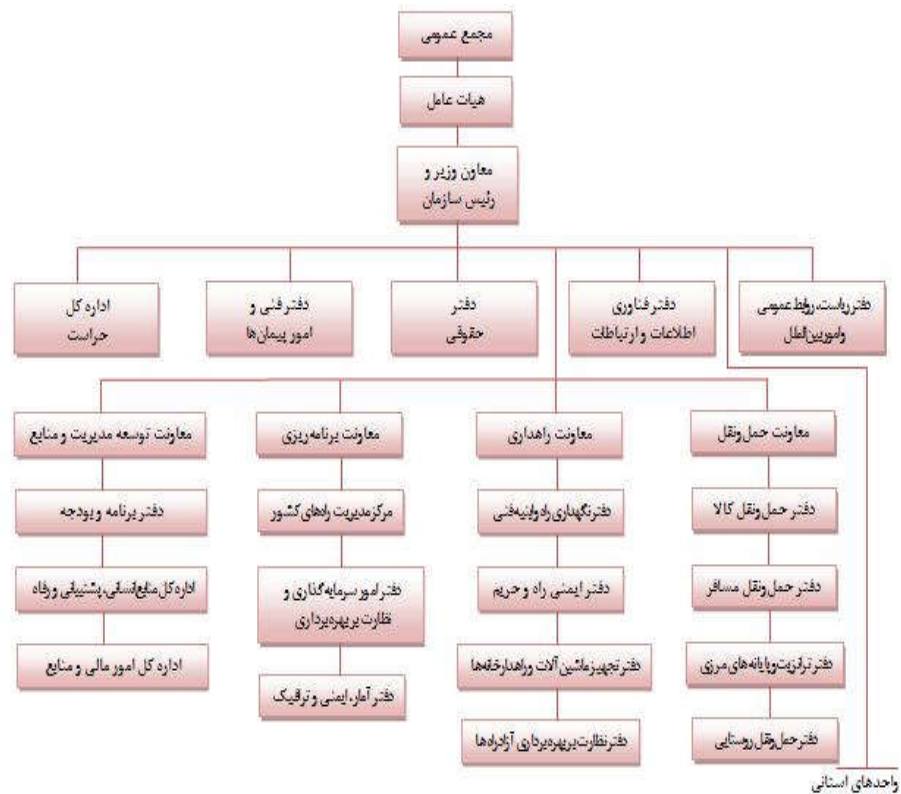 مجمع عمومی
هیات عامل
معاون وزیر و
رئیس سازمان
دفتر ریاست، روابط عمومی
و امور بین‌الملل
دفتر فناوری
اطلاعات و ارتباطات
دفتر
حقوقی
دفتر فنی و
امور پیمان‌ها
اداره کل
حراست
معاونت حمل‌ونقل
معاونت راهداری
معاونت برنامه‌ریزی
معاونت توسعه مدیریت و منابع
دفتر حمل‌ونقل کالا
دفتر نگهداری راه و ابنیه فنی
مرکز مدیریت راه‌های کشور
دفتر برنامه و بودجه
دفتر حمل‌ونقل مسافر
دفتر ایمنی راه و حریم
دفتر امور سرمایه‌گذاری و
نظارت بر بهره‌برداری
اداره کل منابع انسانی، پشتیبانی و رفاه
دفتر ترانزیت و پایانه‌های مرزی
دفتر تجهیز ماشین آلات و راهدارخانه‌ها
دفتر آمار، ایمنی و ترافیک
اداره کل امور مالی و منابع
دفتر حمل‌ونقل روستایی
دفتر نظارت بر بهره‌برداری آزادراه‌ها
واحدهای استانی